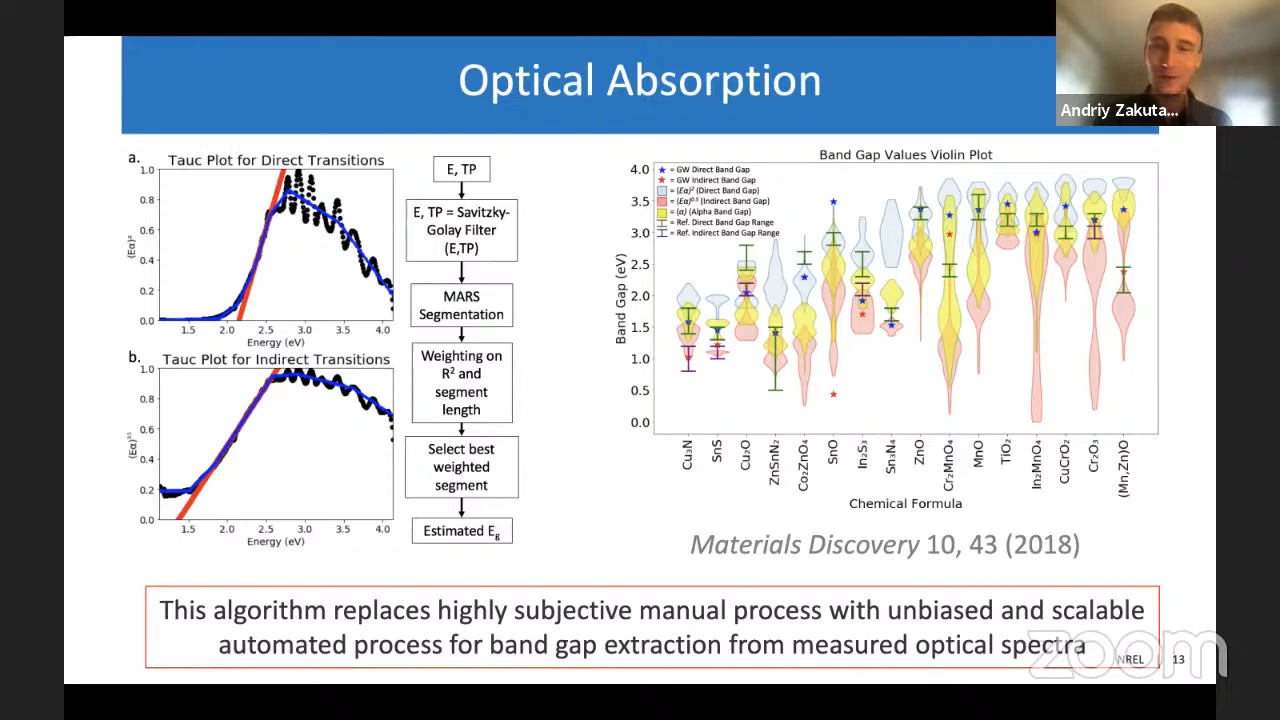 Optical Absorption
Andriy Zakuta...
a.
Tauc Plot for Direct Transitions
(Eα)²
1.0
0.8
0.6
0.4
0.2
0.0
1.5 2.0 2.5 3.0 3.5 4.0
Energy (eV)
b.
Tauc Plot for Indirect Transitions
(Eα)⁰·⁵
1.0
0.8
0.6
0.4
0.2
0.0
1.5 2.0 2.5 3.0 3.5 4.0
Energy (eV)
E, TP
E, TP = Savitzky-
Golay Filter
(E,TP)
MARS
Segmentation
Weighting on
R² and
segment
length
Select best
weighted
segment
Estimated Eg
Band Gap Values Violin Plot
= GW Direct Band Gap
= GW Indirect Band Gap
= (Eα)² (Direct Band Gap)
= (Eα)⁰·⁵ (Indirect Band Gap)
= (α) (Alpha Band Gap)
= Ref. Direct Band Gap Range
= Ref. Indirect Band Gap Range
Band Gap (eV)
4.0
3.5
3.0
2.5
2.0
1.5
1.0
0.5
0.0
Cu₃N SnS Cu₂O ZnSnN₂ Co₂ZnO₄ SnO In₂S₃ Sn₃N₄ ZnO Cr₂MnO₄ MnO TiO₂ In₂MnO₄ CuCrO₂ Cr₂O₃ (Mn,Zn)O
Chemical Formula
Materials Discovery 10, 43 (2018)
This algorithm replaces highly subjective manual process with unbiased and scalable
automated process for band gap extraction from measured optical spectra
NREL 13
zoom